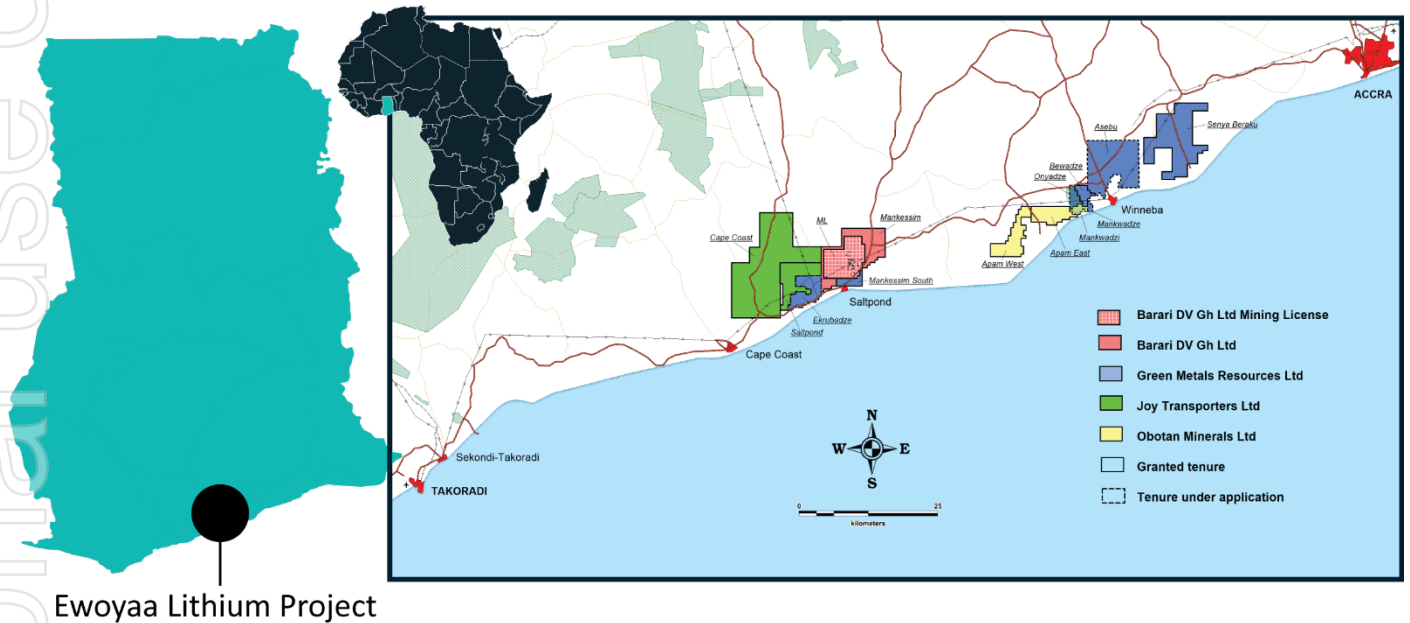 Ewoyaa Lithium Project
ACCRA
Senya Beraku
Asebu
Bewadze
Onyadze
Winneba
Mankwadze
Mankwadzi
Apam East
Apam West
Mankessim
ML
Cape Coast
Mankessim South
Saltpond
Ekrubadze
Saltpond
Cape Coast
Sekondi-Takoradi
TAKORADI
N
W E
S
0 25
kilometers
Barari DV Gh Ltd Mining License
Barari DV Gh Ltd
Green Metals Resources Ltd
Joy Transporters Ltd
Obotan Minerals Ltd
Granted tenure
Tenure under application